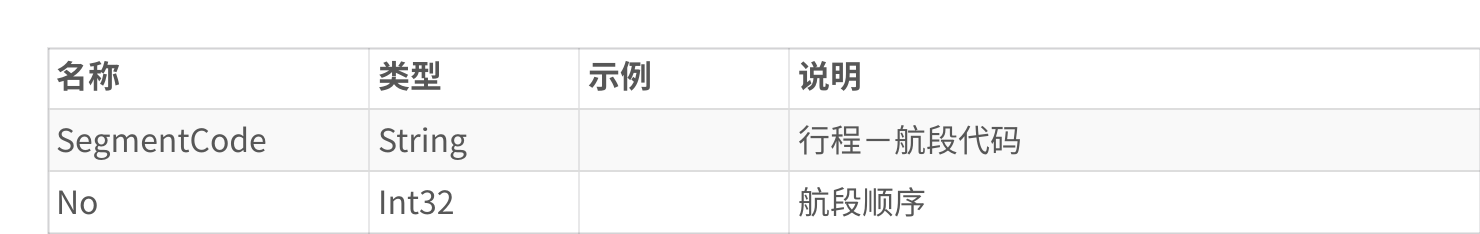 名称 类型 示例 说明
SegmentCode String 行程－航段代码
No Int32 航段顺序